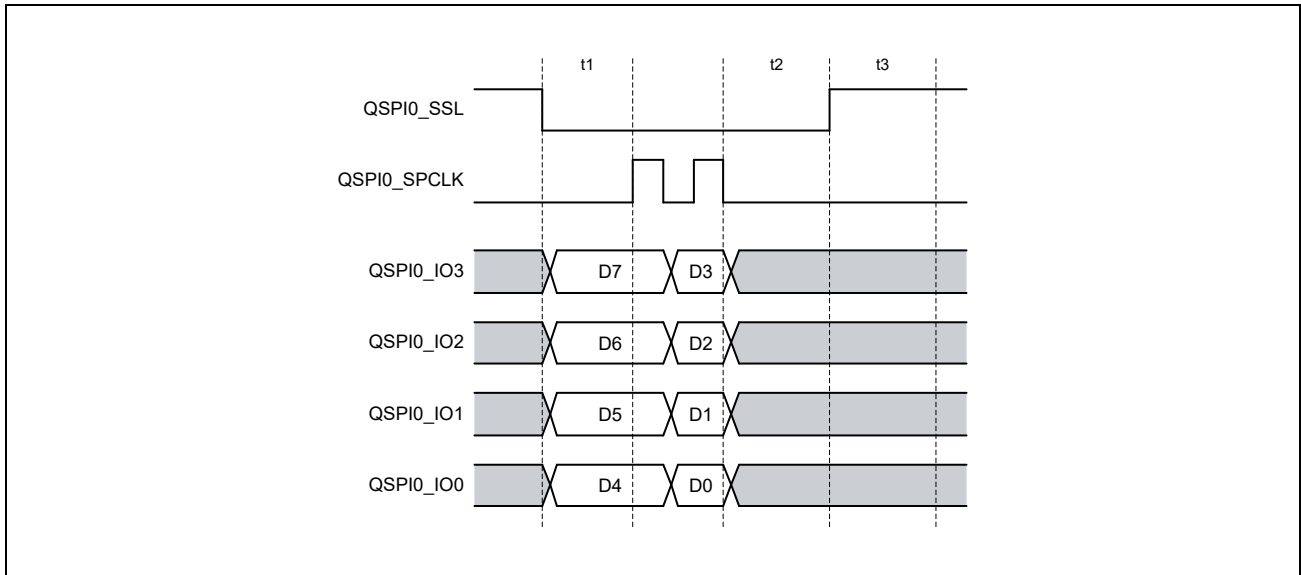 t1 t2 t3
QSPI0_SSL
QSPI0_SPCLK
QSPI0_IO3 D7 D3
QSPI0_IO2 D6 D2
QSPI0_IO1 D5 D1
QSPI0_IO0 D4 D0